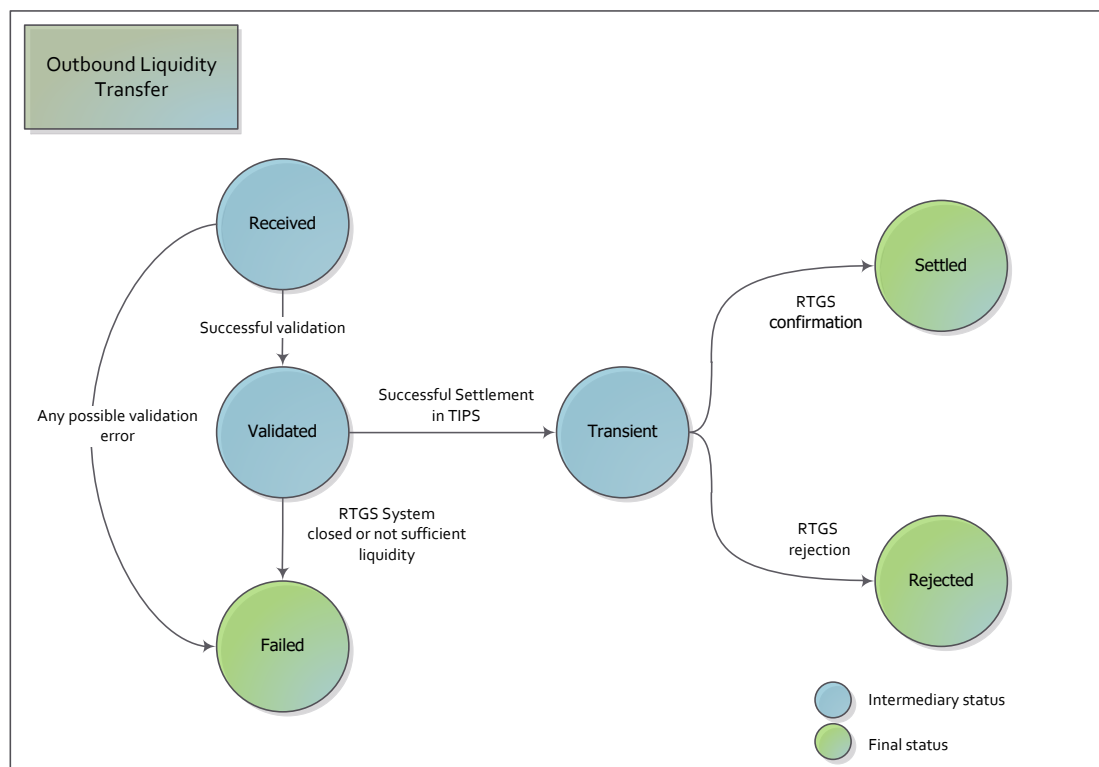 Outbound Liquidity
Transfer
Received
Settled
RTGS
confirmation
Successful validation
Any possible validation
error
Validated
Successful Settlement
in TIPS
Transient
RTGS System
closed or not sufficient
liquidity
RTGS
rejection
Rejected
Failed
Intermediary status
Final status